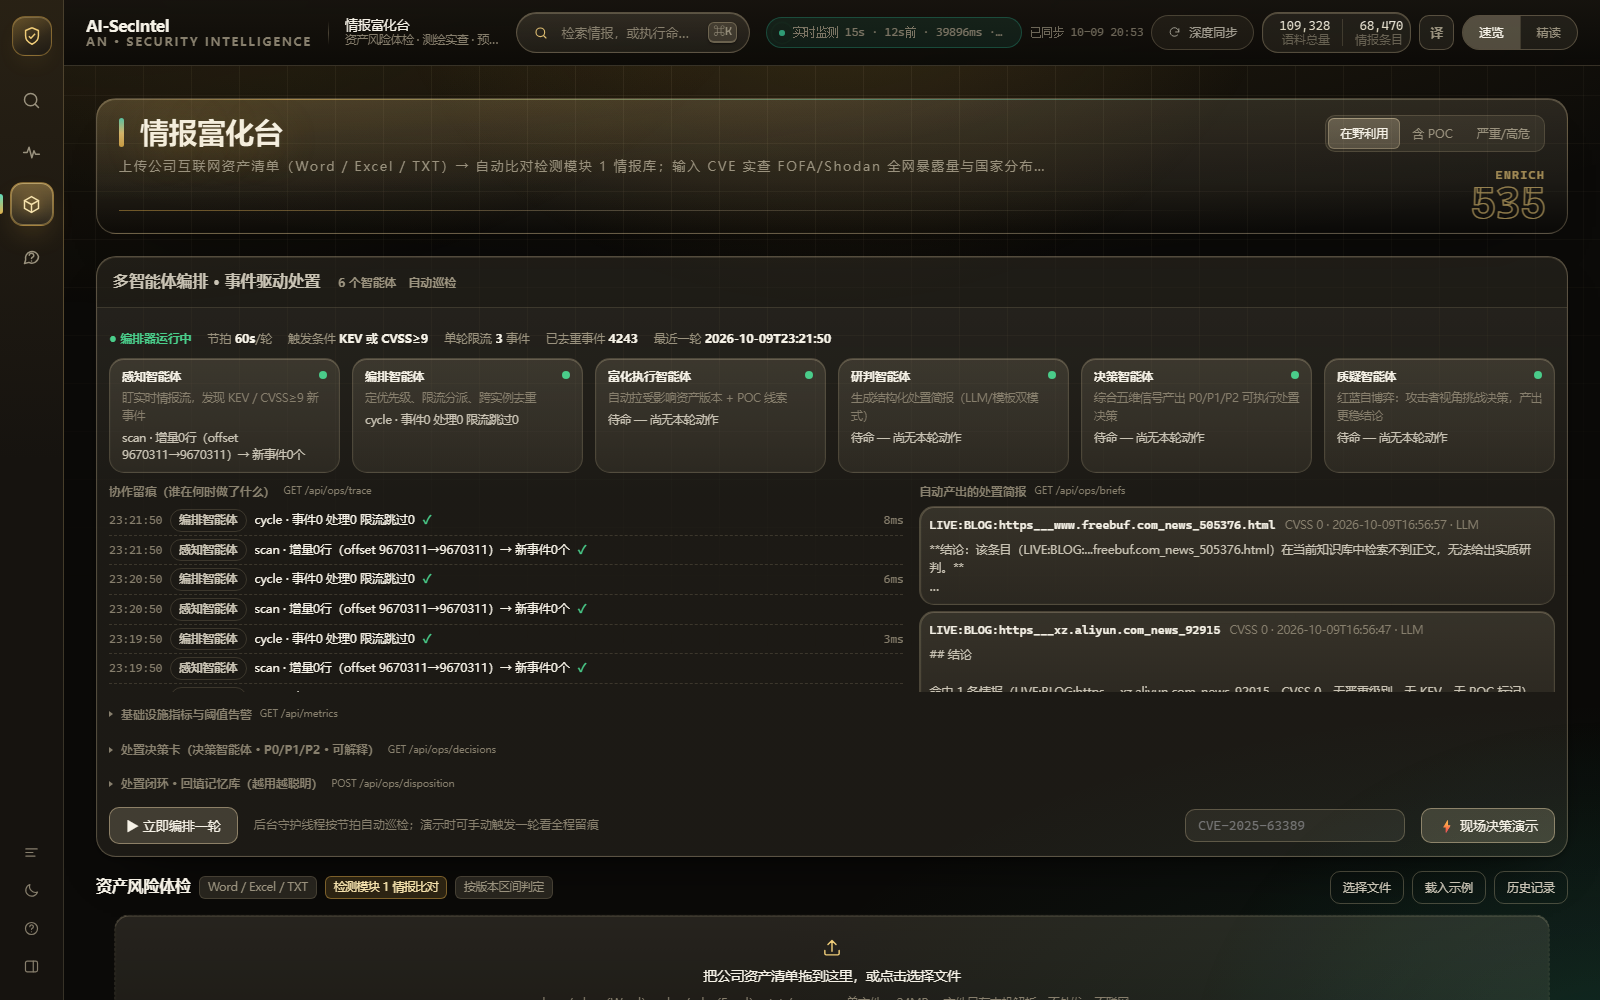 AI-SecIntel
AN • SECURITY INTELLIGENCE
情报富化台
资产风险体检 · 测绘实查 · 预…
检索情报，或执行命…
⌘K
实时监测 15s · 12s前 · 39896ms ·…
已同步 10-09 20:53
深度同步
109,328
语料总量
68,470
情报条目
译
速览
精读
情报富化台
上传公司互联网资产清单（Word / Excel / TXT）→ 自动比对检测模块 1 情报库；输入 CVE 实查 FOFA/Shodan 全网暴露量与国家分布…
在野利用
含 POC
严重/高危
ENRICH
535
多智能体编排 • 事件驱动处置
6 个智能体
自动巡检
编排器运行中
节拍 60s/轮
触发条件 KEV 或 CVSS≥9
单轮限流 3 事件
已去重事件 4243
最近一轮 2026-10-09T23:21:50
感知智能体
盯实时情报流，发现 KEV / CVSS≥9 新
事件
scan · 增量0行（offset
9670311→9670311）→ 新事件0个
编排智能体
定优先级、限流分派、跨实例去重
cycle · 事件0 处理0 限流跳过0
富化执行智能体
自动拉受影响资产版本 + POC 线索
待命 — 尚无本轮动作
研判智能体
生成结构化处置简报（LLM/模板双模
式）
待命 — 尚无本轮动作
决策智能体
综合五维信号产出 P0/P1/P2 可执行处置
决策
待命 — 尚无本轮动作
质疑智能体
红蓝自博弈：攻击者视角挑战决策，产出
更稳结论
待命 — 尚无本轮动作
协作留痕（谁在何时做了什么）
GET /api/ops/trace
23:21:50 编排智能体 cycle · 事件0 处理0 限流跳过0 ✓ 8ms
23:21:50 感知智能体 scan · 增量0行（offset 9670311→9670311）→ 新事件0个 ✓
23:20:50 编排智能体 cycle · 事件0 处理0 限流跳过0 ✓ 6ms
23:20:50 感知智能体 scan · 增量0行（offset 9670311→9670311）→ 新事件0个 ✓
23:19:50 编排智能体 cycle · 事件0 处理0 限流跳过0 ✓ 3ms
23:19:50 感知智能体 scan · 增量0行（offset 9670311→9670311）→ 新事件0个 ✓
自动产出的处置简报
GET /api/ops/briefs
LIVE:BLOG:https___www.freebuf.com_news_505376.html CVSS 0 · 2026-10-09T16:56:57 · LLM
**结论：该条目（LIVE:BLOG:...freebuf.com_news_505376.html）在当前知识库中检索不到正文，无法给出实质研
判。**
...
LIVE:BLOG:https___xz.aliyun.com_news_92915 CVSS 0 · 2026-10-09T16:56:47 · LLM
## 结论
命中 1 条情报（LIVE:BLOG:https___xz.aliyun.com_news_92915，CVSS 0，无严重级别，无 KEV，无 POC 标记）
基础设施指标与阈值告警 GET /api/metrics
处置决策卡（决策智能体 • P0/P1/P2 • 可解释） GET /api/ops/decisions
处置闭环 • 回填记忆库（越用越聪明） POST /api/ops/disposition
▶ 立即编排一轮
后台守护线程按节拍自动巡检；演示时可手动触发一轮看全程留痕
CVE-2025-63389
现场决策演示
资产风险体检
Word / Excel / TXT
检测模块 1 情报比对
按版本区间判定
选择文件
载入示例
历史记录
把公司资产清单拖到这里，或点击选择文件